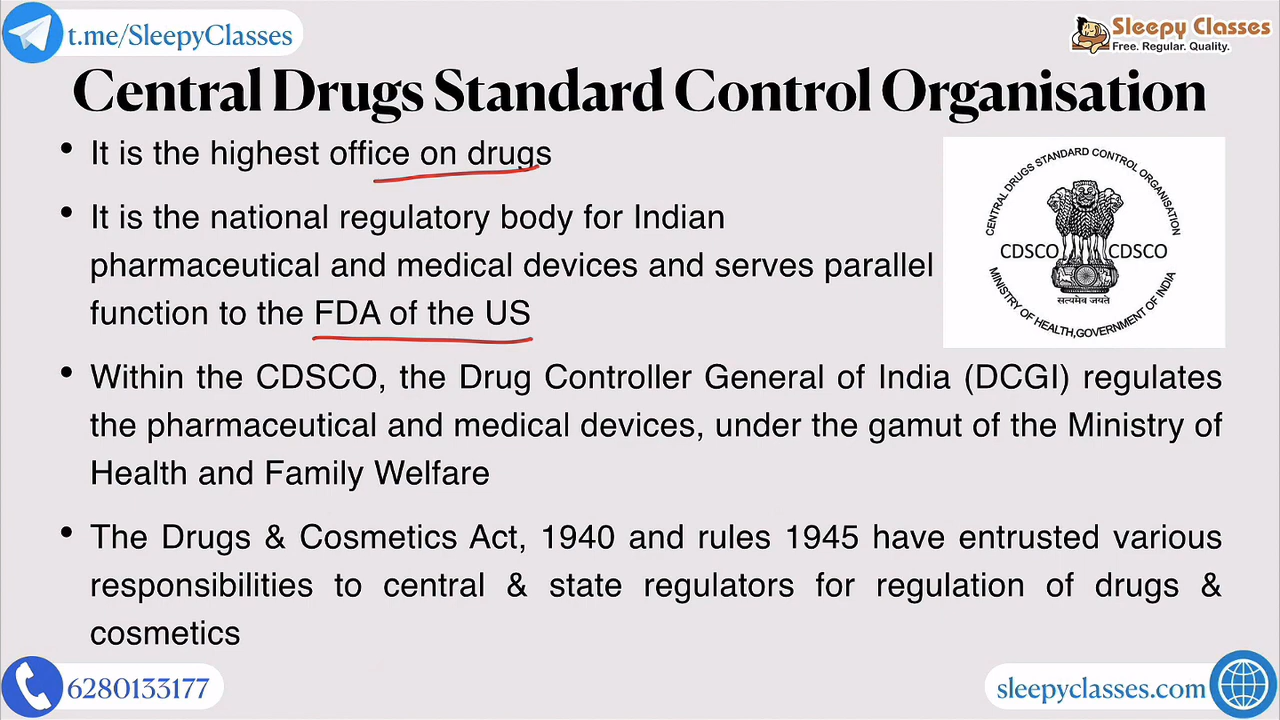 t.me/SleepyClasses
Sleepy Classes
Free. Regular. Quality.
Central Drugs Standard Control Organisation
• It is the highest office on drugs
• It is the national regulatory body for Indian
pharmaceutical and medical devices and serves parallel
function to the FDA of the US
CENTRAL DRUGS STANDARD CONTROL ORGANISATION
CDSCO CDSCO
सत्यमेव जयते
MINISTRY OF HEALTH,GOVERNMENT OF INDIA
• Within the CDSCO, the Drug Controller General of India (DCGI) regulates
the pharmaceutical and medical devices, under the gamut of the Ministry of
Health and Family Welfare
• The Drugs & Cosmetics Act, 1940 and rules 1945 have entrusted various
responsibilities to central & state regulators for regulation of drugs &
cosmetics
6280133177
sleepyclasses.com